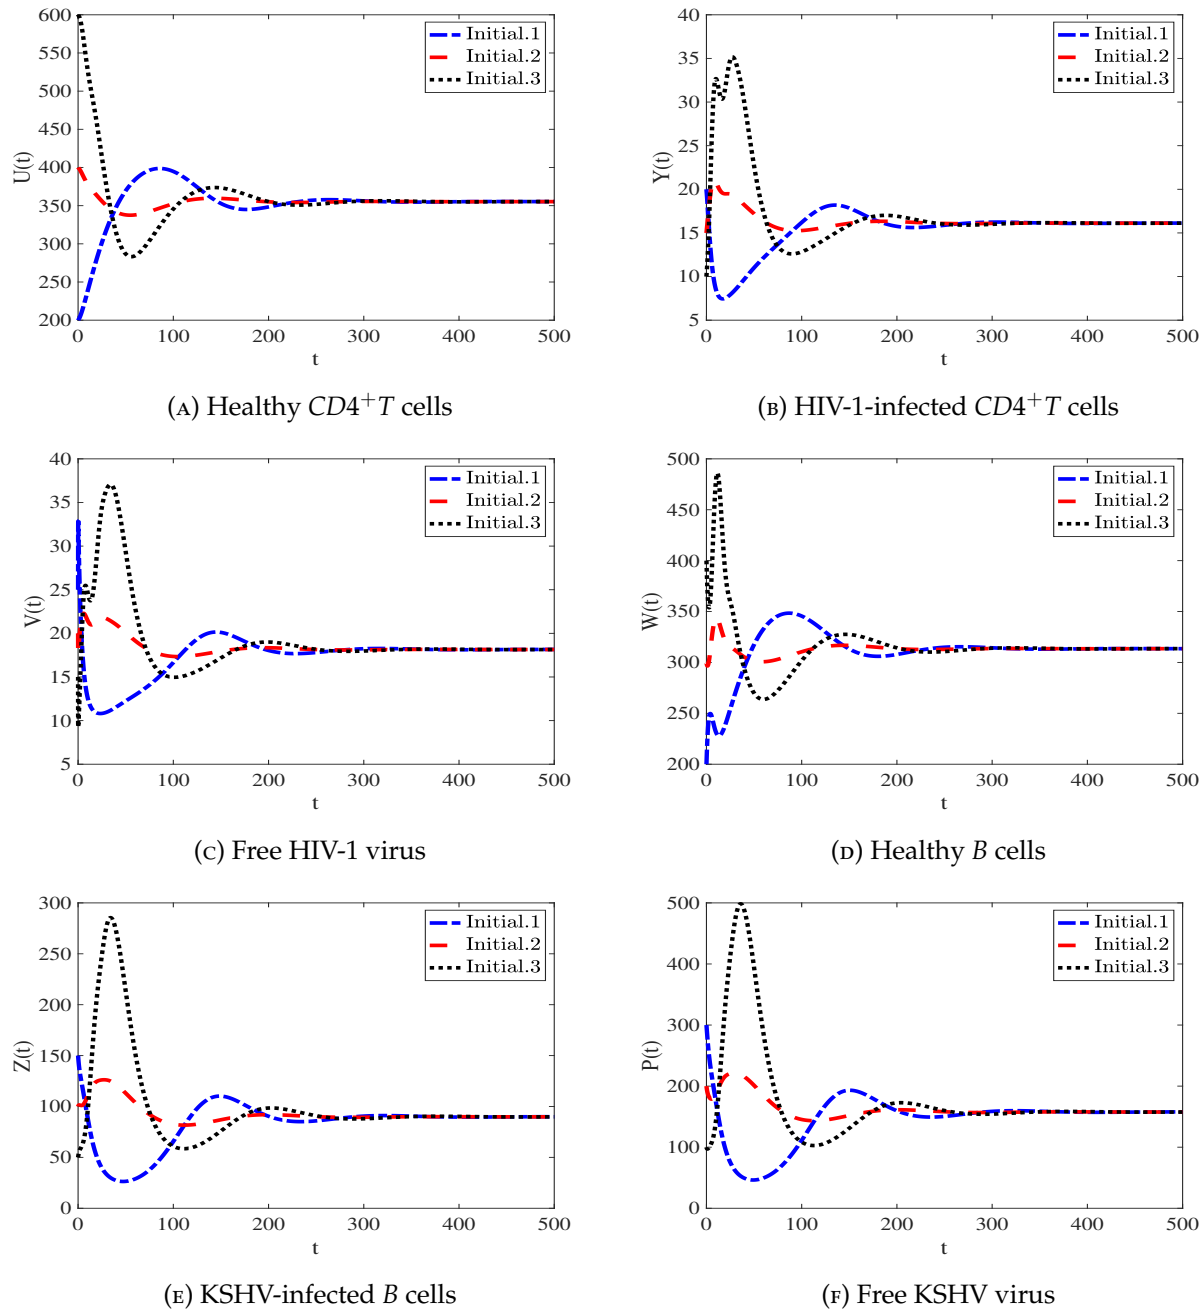 600
550
500
450
400
350
300
250
200
U(t)
0 100 200 300 400 500
t
Initial.1
Initial.2
Initial.3
(A) Healthy CD4+T cells
40
35
30
25
20
15
10
5
Y(t)
0 100 200 300 400 500
t
Initial.1
Initial.2
Initial.3
(B) HIV-1-infected CD4+T cells
40
35
30
25
20
15
10
5
V(t)
0 100 200 300 400 500
t
Initial.1
Initial.2
Initial.3
(C) Free HIV-1 virus
500
450
400
350
300
250
200
W(t)
0 100 200 300 400 500
t
Initial.1
Initial.2
Initial.3
(D) Healthy B cells
300
250
200
150
100
50
0
Z(t)
0 100 200 300 400 500
t
Initial.1
Initial.2
Initial.3
(E) KSHV-infected B cells
500
400
300
200
100
0
P(t)
0 100 200 300 400 500
t
Initial.1
Initial.2
Initial.3
(F) Free KSHV virus